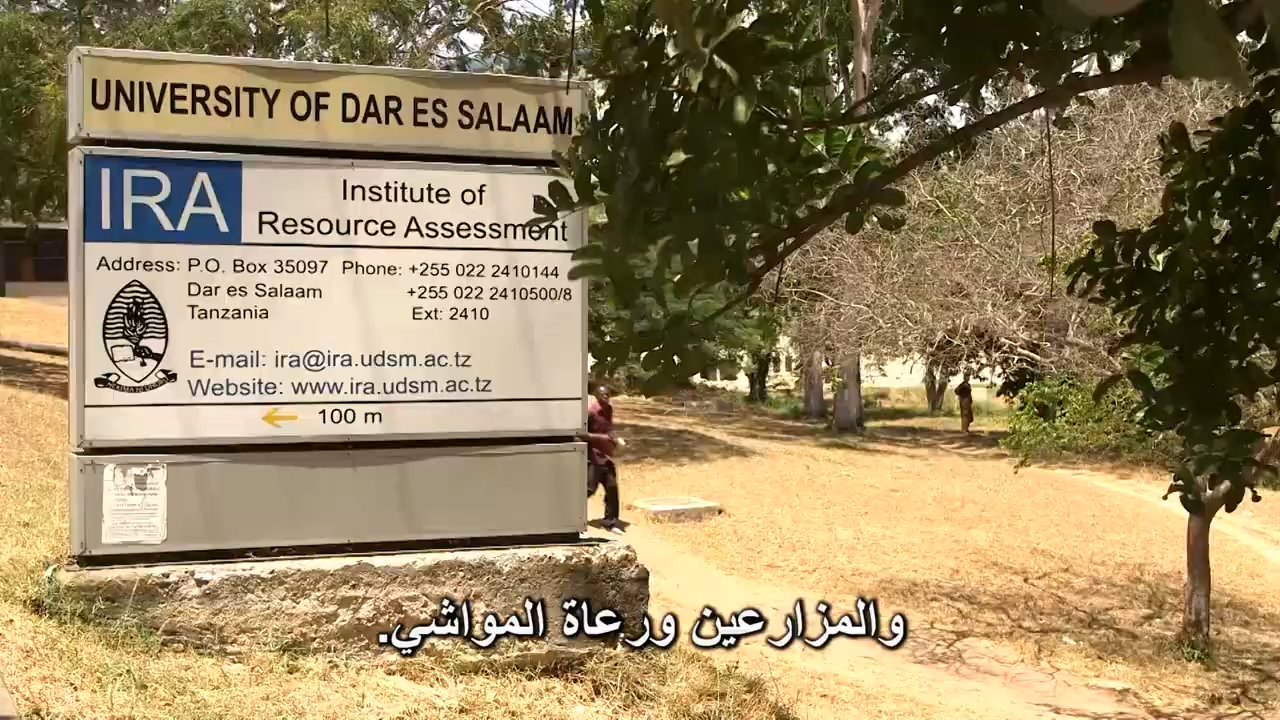 UNIVERSITY OF DAR ES SALAAM
IRA
Institute of
Resource Assessment
Address: P.O. Box 35097 Phone: +255 022 2410144
Dar es Salaam +255 022 2410500/8
Tanzania Ext: 2410
E-mail: ira@ira.udsm.ac.tz
Website: www.ira.udsm.ac.tz
100 m
والمزارعين ورعاة المواشي.